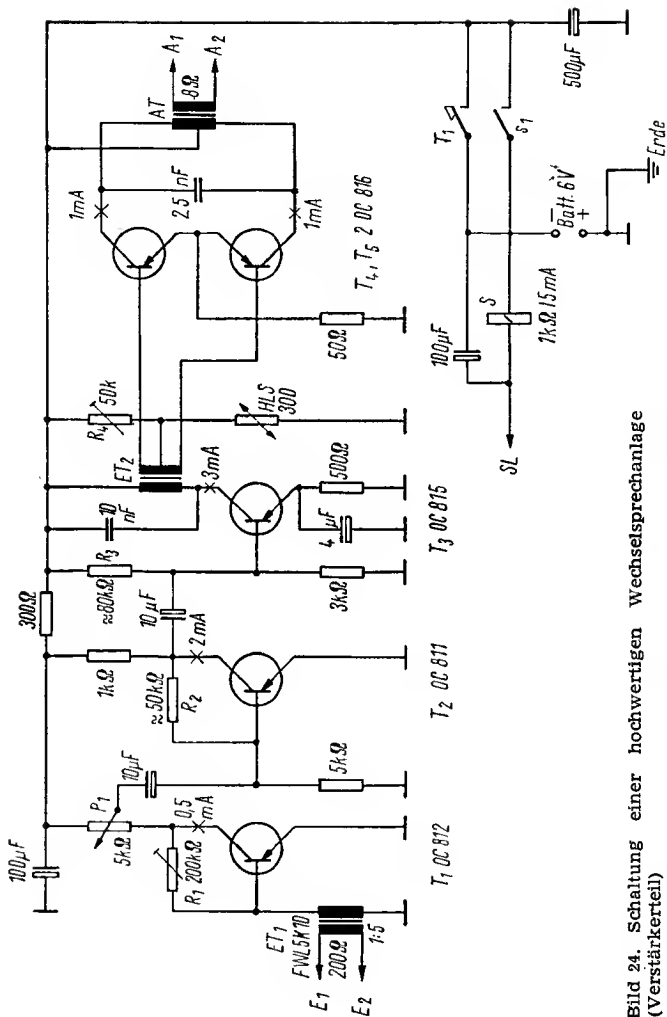 100µF
300Ω
P₁
5kΩ
10µF
R₁ 200kΩ
0,5
mA
ET₁
FWL5K10
200Ω
1:5
E₁
E₂
T₁ OC 812
1kΩ
≈50kΩ
R₂
2mA
5kΩ
T₂ OC 811
≈80kΩ
R₃
10µF
3kΩ
10
nF
ET₂
3mA
4
µF
500Ω
T₃ OC 815
R₄
50k
HLS
300
50Ω
1mA
25 nF
1mA
T₄, T₅ 2 OC 816
AT
8Ω
A₁
A₂
T₁
s₁
500µF
100µF
S
1kΩ 15mA
SL
−
Batt. 6V
+
Erde
Bild 24. Schaltung einer hochwertigen Wechselsprechanlage
(Verstärkerteil)